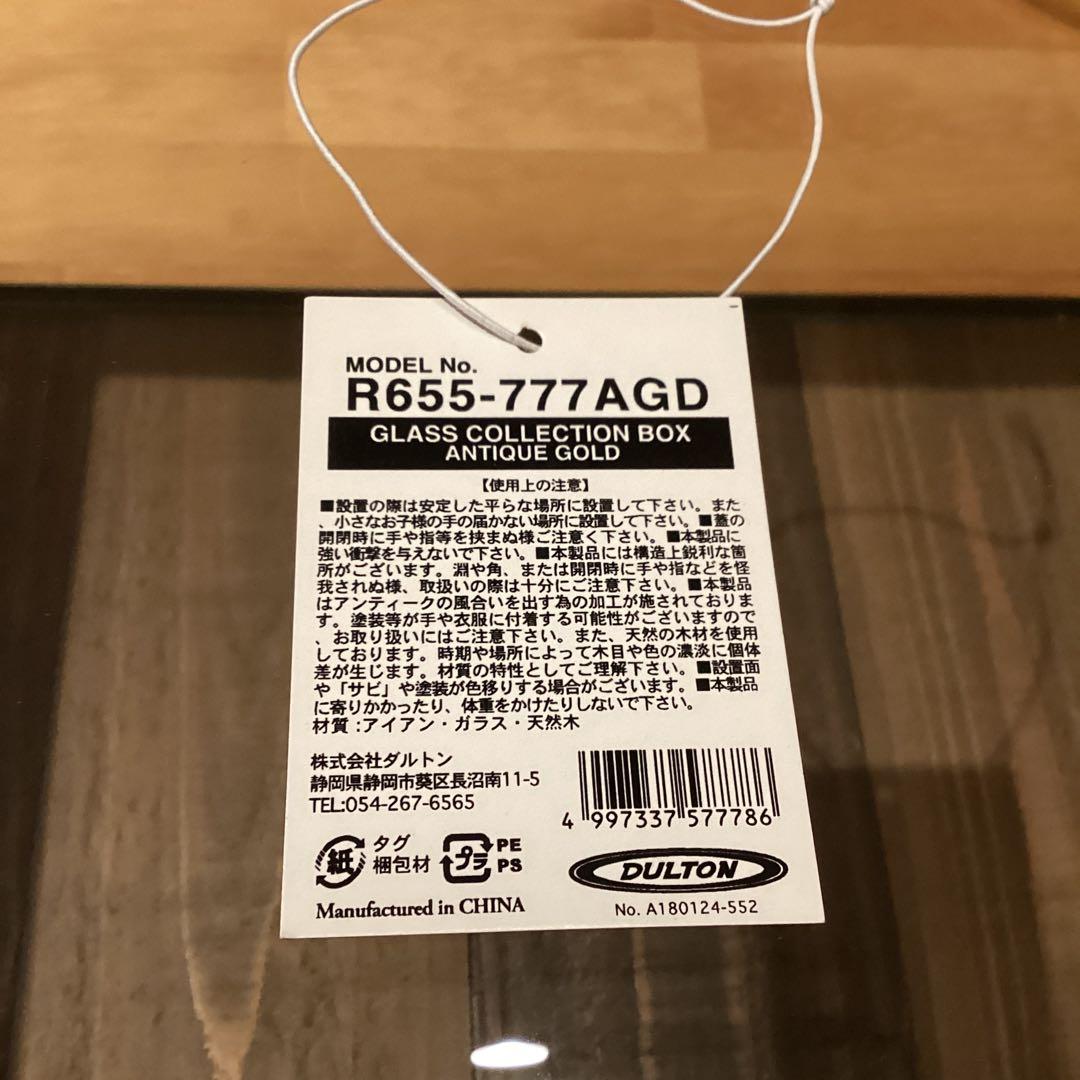 MODEL No.
R655-777AGD
GLASS COLLECTION BOX
ANTIQUE GOLD
【使用上の注意】
■設置の際は安定した平らな場所に設置して下さい。また
、小さなお子様の手の届かない場所に設置して下さい。■蓋の
開閉時に手や指等を挟まぬ様ご注意く下さい。■本製品に
強い衝撃を与えないで下さい。■本製品には構造上鋭利な箇
所がございます。淵や角、または開閉時に手や指などを怪
我されぬ様、取扱いの際は十分にご注意下さい。■本製品
はアンティークの風合いを出す為の加工が施されておりま
す。塗装等が手や衣服に付着する可能性がございますので
、お取り扱いにはご注意下さい。また、天然の木材を使用
しております。時期や場所によって木目や色の濃淡に個体
差が生じます。材質の特性としてご理解下さい。■設置面
や「サビ」や塗装が色移りする場合がございます。■本製品
に寄りかかったり、体重をかけたりしないで下さい。
材質:アイアン・ガラス・天然木
株式会社ダルトン
静岡県静岡市葵区長沼南11-5
TEL:054-267-6565
4 997337 577786
紙 タグ
梱包材
プラ PE
PS
DULTON
Manufactured in CHINA
No. A180124-552